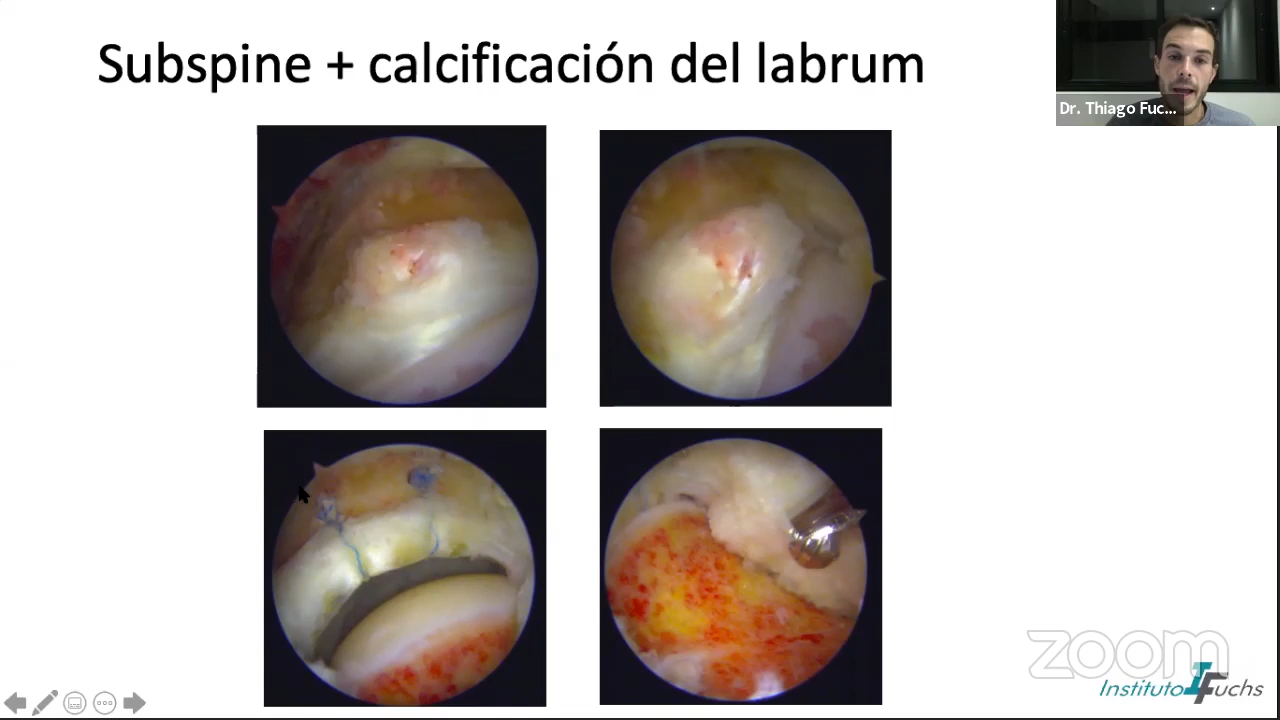 Subspine + calcificación del labrum
Dr. Thiago Fuc...
zoom
Instituto Fuchs